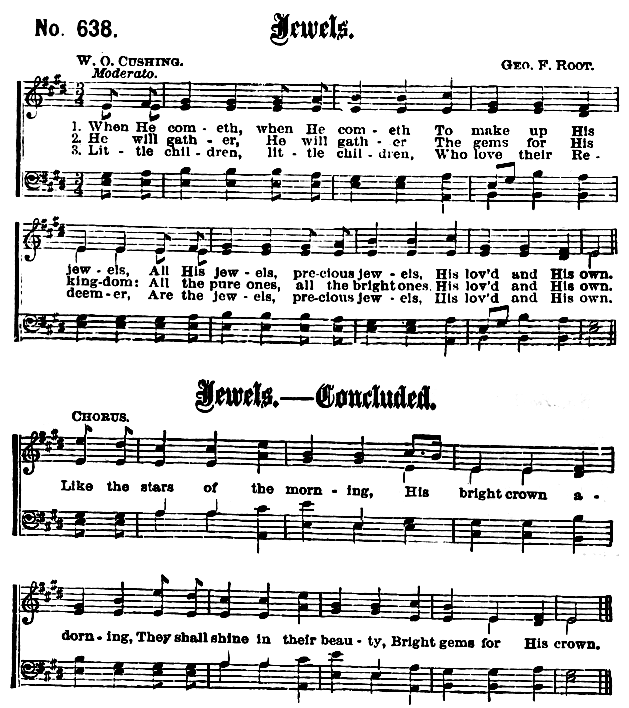 No. 638.
Jewels.
W. O. CUSHING.
Moderato.
GEO. F. ROOT.
3/4
1. When He com - eth, when He com - eth To make up His
2. He will gath - er, He will gath - er The gems for His
3. Lit - tle chil - dren, lit - tle chil - dren, Who love their Re -
3/4
jew - els, All His jew - els, pre-cious jew - els, His lov'd and His own.
king-dom: All the pure ones, all the bright ones. His lov'd and His own.
deem - er, Are the jew - els, pre-cious jew - els, His lov'd and His own.
Jewels.—Concluded.
CHORUS.
Like the stars of the morn - ing, His bright crown a -
dorn - ing, They shall shine in their beau - ty, Bright gems for His crown.